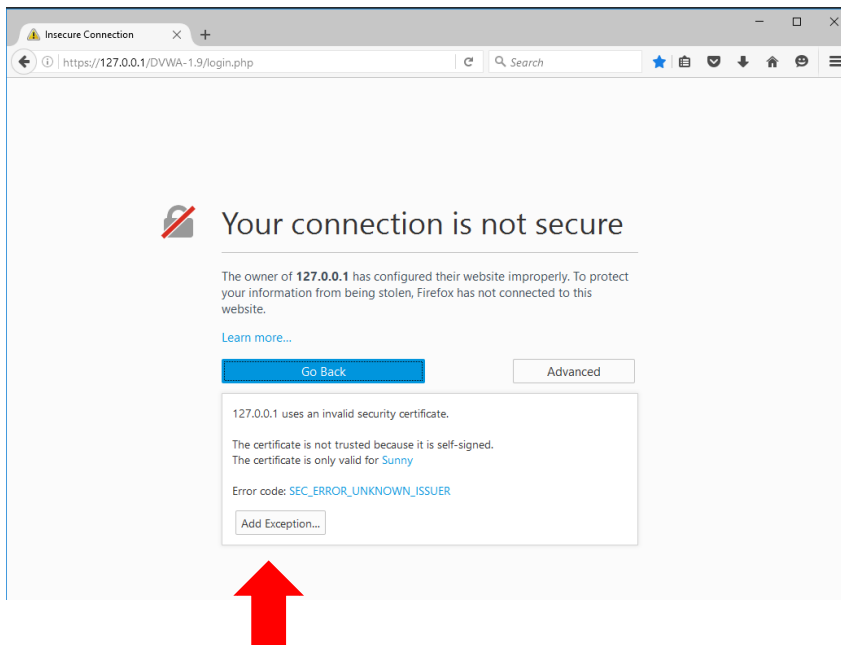 Insecure Connection
https://127.0.0.1/DVWA-1.9/login.php
Search
Your connection is not secure
The owner of 127.0.0.1 has configured their website improperly. To protect
your information from being stolen, Firefox has not connected to this
website.
Learn more...
Go Back
Advanced
127.0.0.1 uses an invalid security certificate.
The certificate is not trusted because it is self-signed.
The certificate is only valid for Sunny
Error code: SEC_ERROR_UNKNOWN_ISSUER
Add Exception...